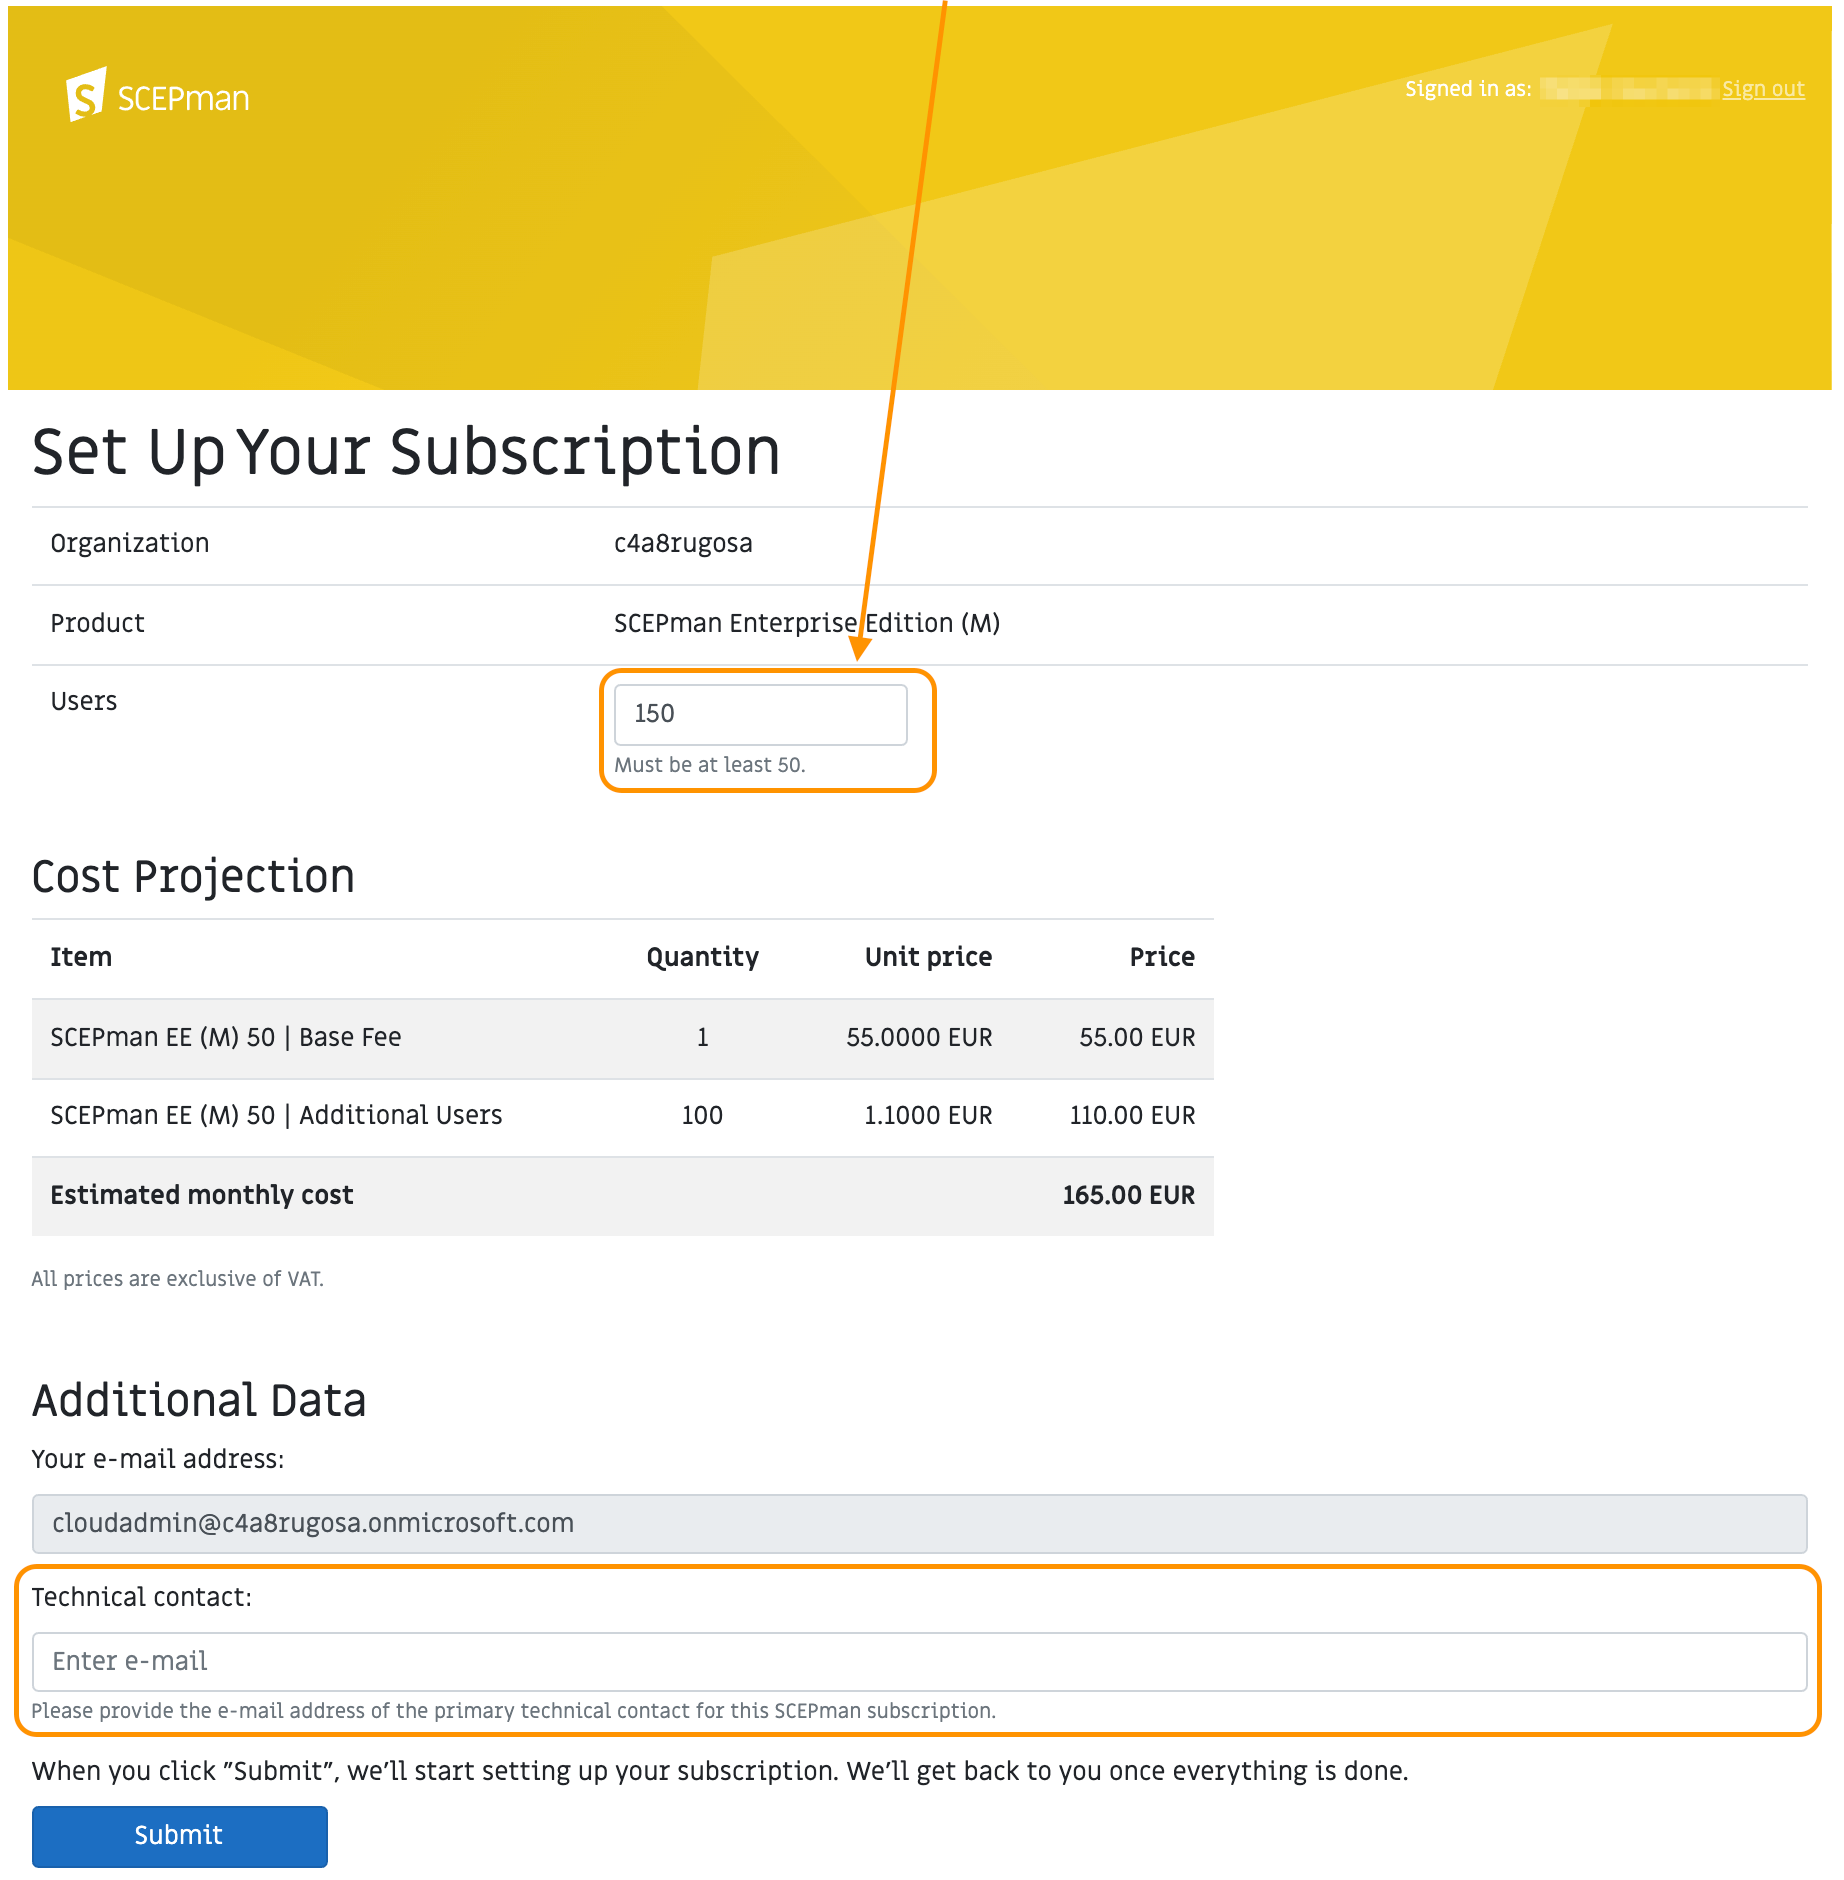 SCEPman
Signed in as: Sign out
Set Up Your Subscription
Organization c4a8rugosa
Product SCEPman Enterprise Edition (M)
Users 150
Must be at least 50.
Cost Projection
Item Quantity Unit price Price
SCEPman EE (M) 50 | Base Fee 1 55.0000 EUR 55.00 EUR
SCEPman EE (M) 50 | Additional Users 100 1.1000 EUR 110.00 EUR
Estimated monthly cost 165.00 EUR
All prices are exclusive of VAT.
Additional Data
Your e-mail address:
cloudadmin@c4a8rugosa.onmicrosoft.com
Technical contact:
Enter e-mail
Please provide the e-mail address of the primary technical contact for this SCEPman subscription.
When you click ”Submit”, we’ll start setting up your subscription. We’ll get back to you once everything is done.
Submit